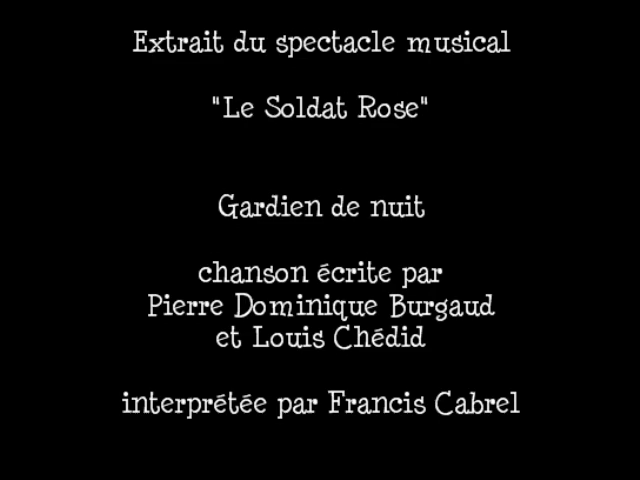 Extrait du spectacle musical
"Le Soldat Rose"
Gardien de nuit
chanson écrite par
Pierre Dominique Burgaud
et Louis Chédid
interprétée par Francis Cabrel